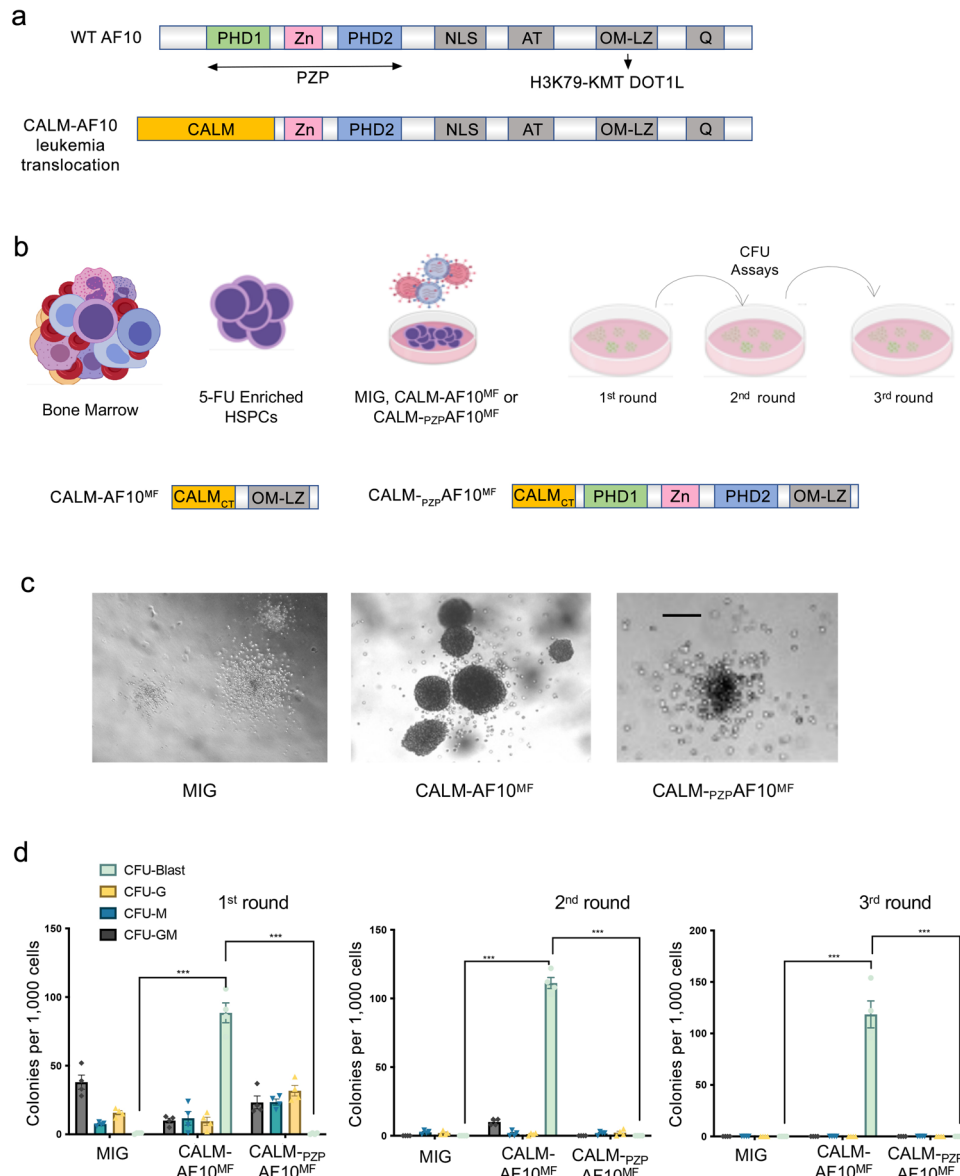 a
WT AF10
PHD1 Zn PHD2 NLS AT OM-LZ Q
PZP
H3K79-KMT DOT1L
CALM-AF10
leukemia
translocation
CALM Zn PHD2 NLS AT OM-LZ Q
b
CFU
Assays
Bone Marrow
5-FU Enriched
HSPCs
MIG, CALM-AF10MF or
CALM-PZPAF10MF
1st round
2nd round
3rd round
CALM-AF10MF
CALMCT OM-LZ
CALM-PZPAF10MF
CALMCT PHD1 Zn PHD2 OM-LZ
c
MIG
CALM-AF10MF
CALM-PZPAF10MF
d
CFU-Blast
CFU-G
CFU-M
CFU-GM
1st round
Colonies per 1,000 cells
150
100
50
0
***
***
MIG
CALM-
AF10MF
CALM-PZP
AF10MF
2nd round
Colonies per 1,000 cells
150
100
50
0
***
***
MIG
CALM-
AF10MF
CALM-PZP
AF10MF
3rd round
Colonies per 1,000 cells
200
150
100
50
0
***
***
MIG
CALM-
AF10MF
CALM-PZP
AF10MF